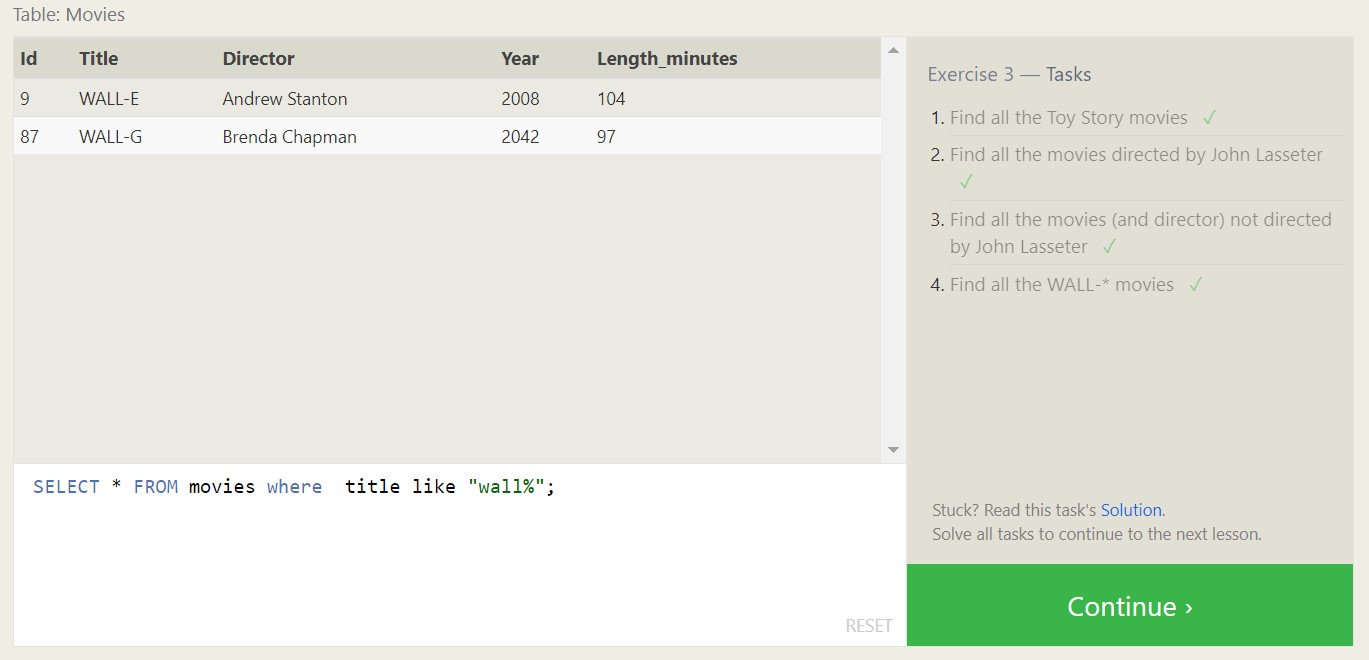 Table: Movies
Id Title Director Year Length_minutes
9 WALL-E Andrew Stanton 2008 104
87 WALL-G Brenda Chapman 2042 97
SELECT * FROM movies where  title like "wall%";
RESET
Exercise 3 — Tasks
1. Find all the Toy Story movies ✓
2. Find all the movies directed by John Lasseter
✓
3. Find all the movies (and director) not directed
by John Lasseter ✓
4. Find all the WALL-* movies ✓
Stuck? Read this task's Solution.
Solve all tasks to continue to the next lesson.
Continue ›